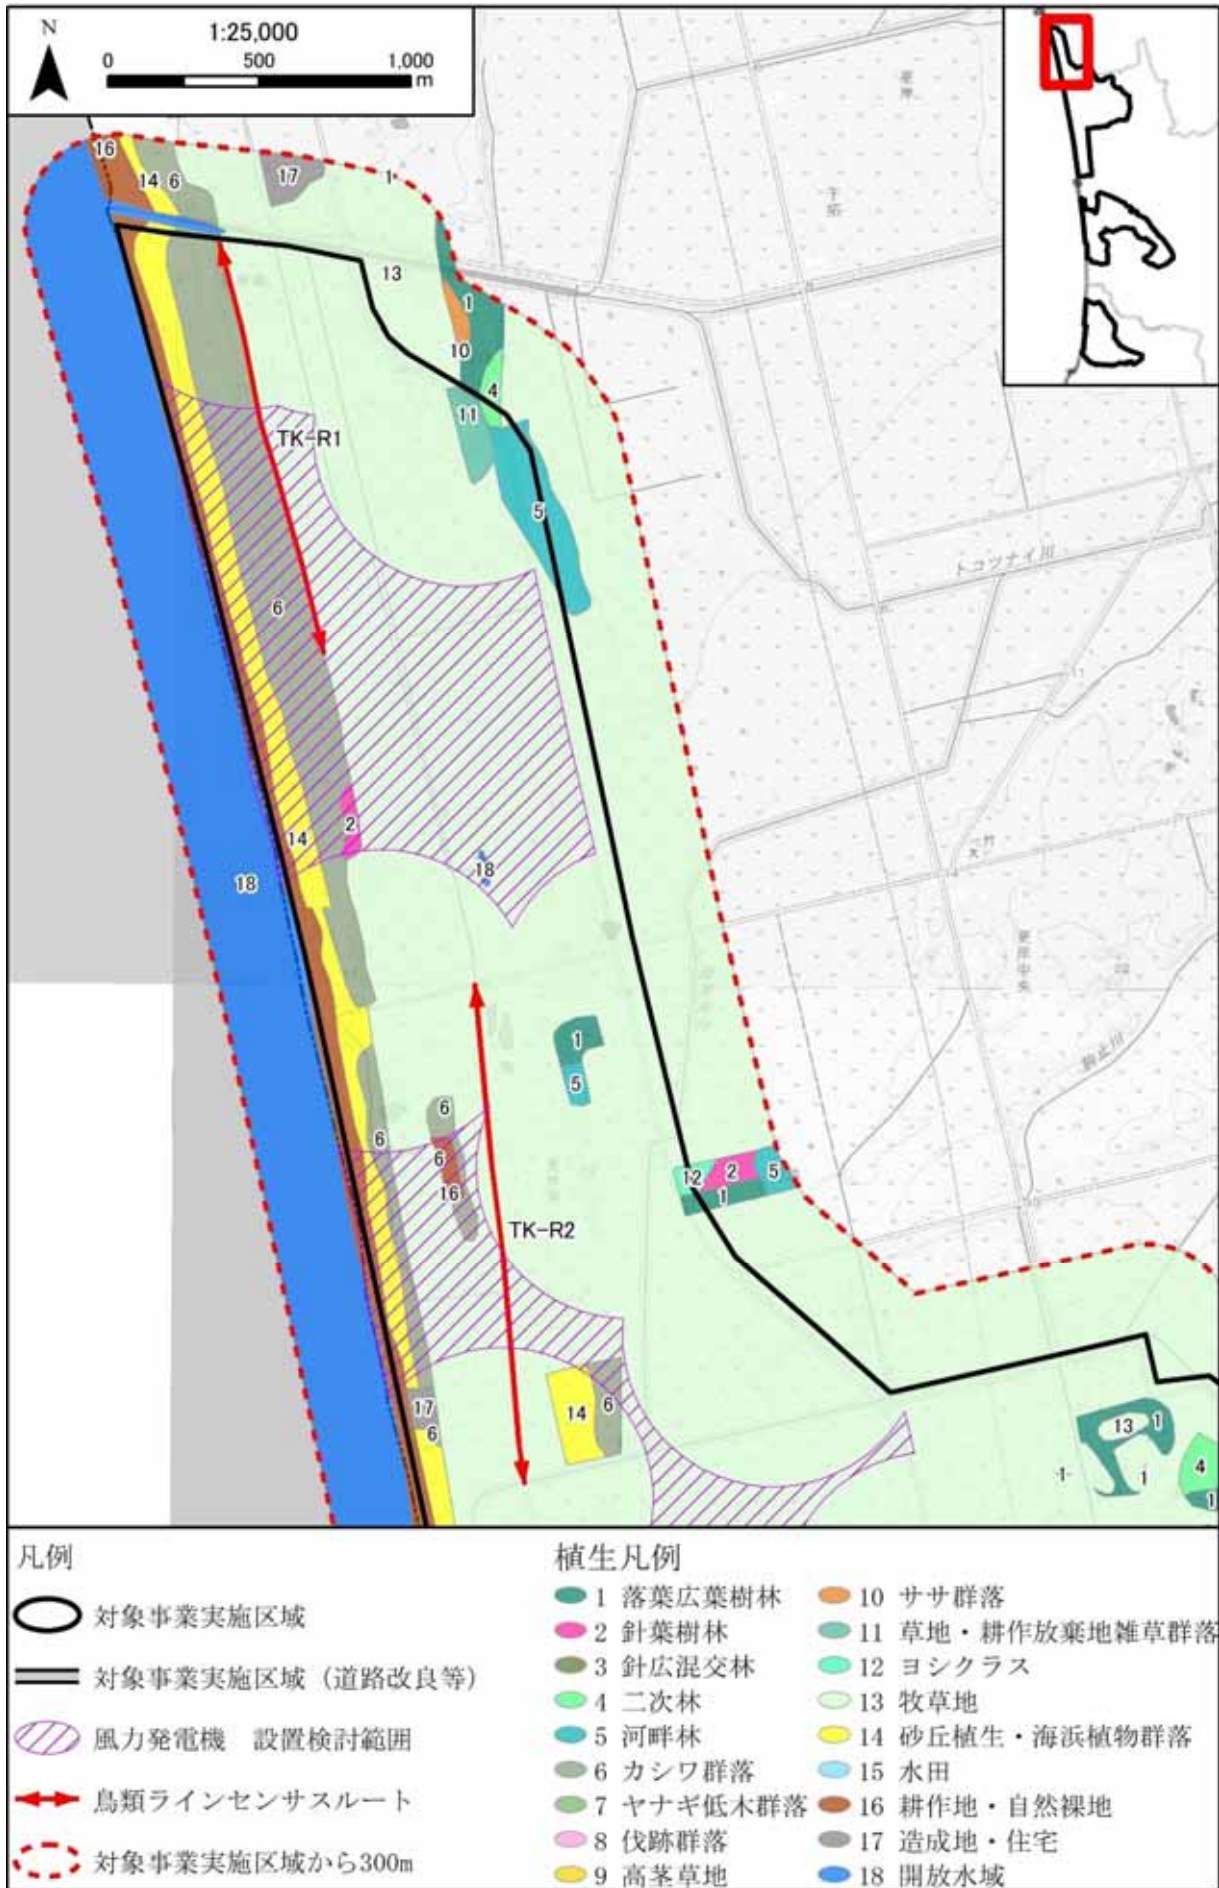 N
1:25,000
0 500 1,000
m
16
14 6
17
1
13
1
10
4
11
TK-R1
5
トコツナイ川
6
2
14
18
18
1
5
6
6
6
16
12 2 5
1
TK-R2
17
6
14 6
13 1
1 1
4
1
凡例
対象事業実施区域
対象事業実施区域（道路改良等）
風力発電機 設置検討範囲
鳥類ラインセンサスルート
対象事業実施区域から300m
植生凡例
1 落葉広葉樹林
2 針葉樹林
3 針広混交林
4 二次林
5 河畔林
6 カシワ群落
7 ヤナギ低木群落
8 伐跡群落
9 高茎草地
10 ササ群落
11 草地・耕作放棄地雑草群落
12 ヨシクラス
13 牧草地
14 砂丘植生・海浜植物群落
15 水田
16 耕作地・自然裸地
17 造成地・住宅
18 開放水域